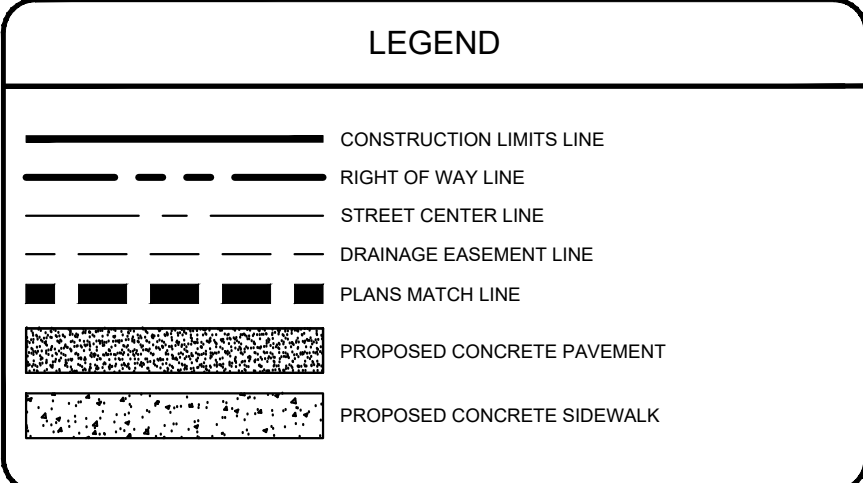 LEGEND
CONSTRUCTION LIMITS LINE
RIGHT OF WAY LINE
STREET CENTER LINE
DRAINAGE EASEMENT LINE
PLANS MATCH LINE
PROPOSED CONCRETE PAVEMENT
PROPOSED CONCRETE SIDEWALK